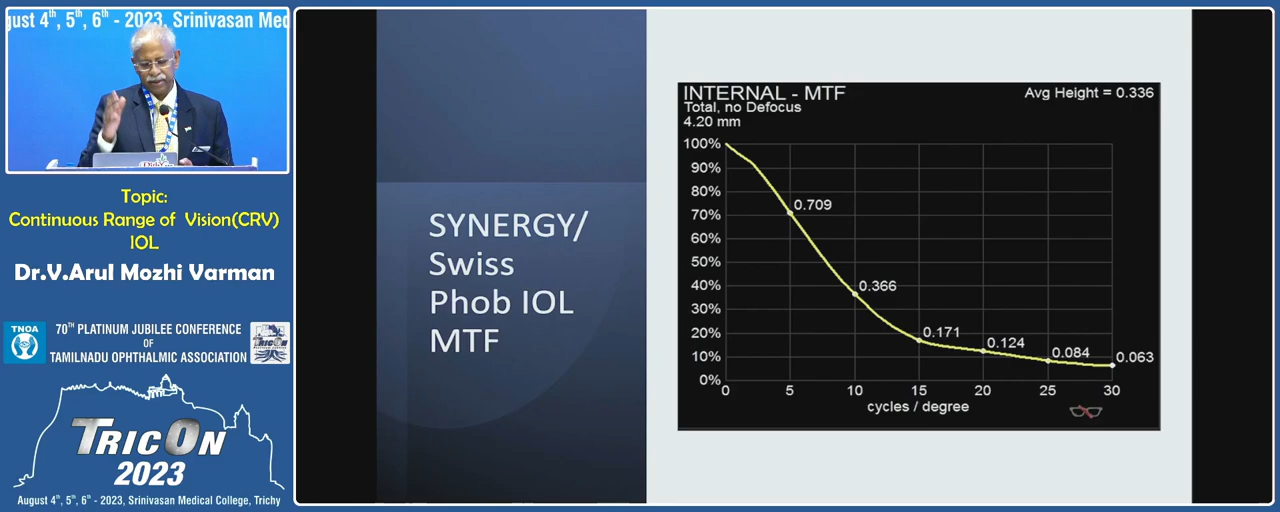 gust 4th, 5th, 6th - 2023, Srinivasan Med
Topic:
Continuous Range of Vision(CRV)
IOL
Dr.V.Arul Mozhi Varman
TNOA
70TH PLATINUM JUBILEE CONFERENCE
OF
TAMILNADU OPHTHALMIC ASSOCIATION
TRICON
TRICON
2023
August 4th, 5th, 6th - 2023, Srinivasan Medical College, Trichy
SYNERGY/
Swiss
Phob IOL
MTF
INTERNAL - MTF
Avg Height = 0.336
Total, no Defocus
4.20 mm
100%
90%
80%
70%
60%
50%
40%
30%
20%
10%
0%
0.709
0.366
0.171
0.124
0.084
0.063
0 5 10 15 20 25 30
cycles / degree